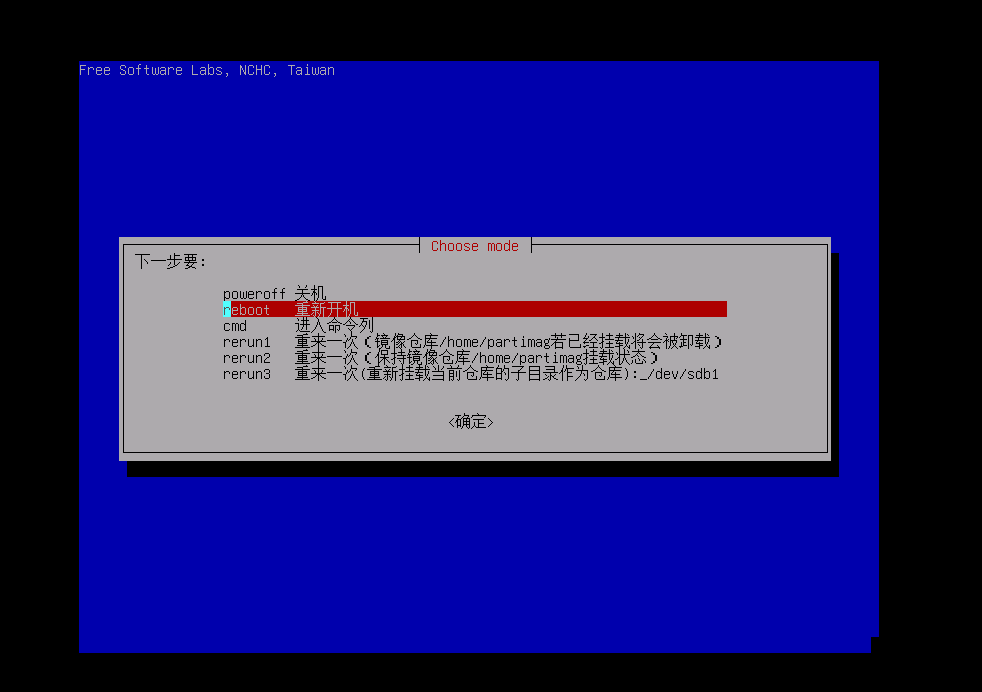 Free Software Labs, NCHC, Taiwan
Choose mode
下一步要:
poweroff 关机
reboot 重新开机
cmd 进入命令列
rerun1 重来一次(镜像仓库/home/partimag若已经挂载将会被卸载)
rerun2 重来一次(保持镜像仓库/home/partimag挂载状态)
rerun3 重来一次(重新挂载当前仓库的子目录作为仓库):_/dev/sdb1
<确定>